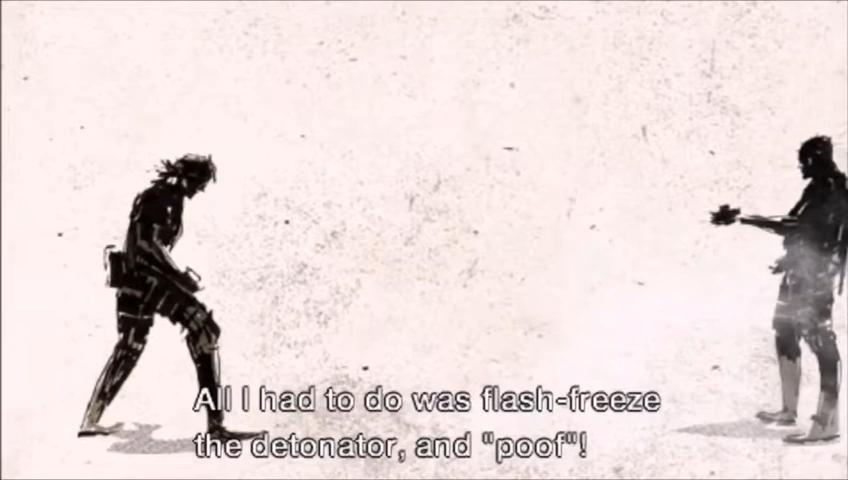 All I had to do was flash-freeze
the detonator, and "poof"!